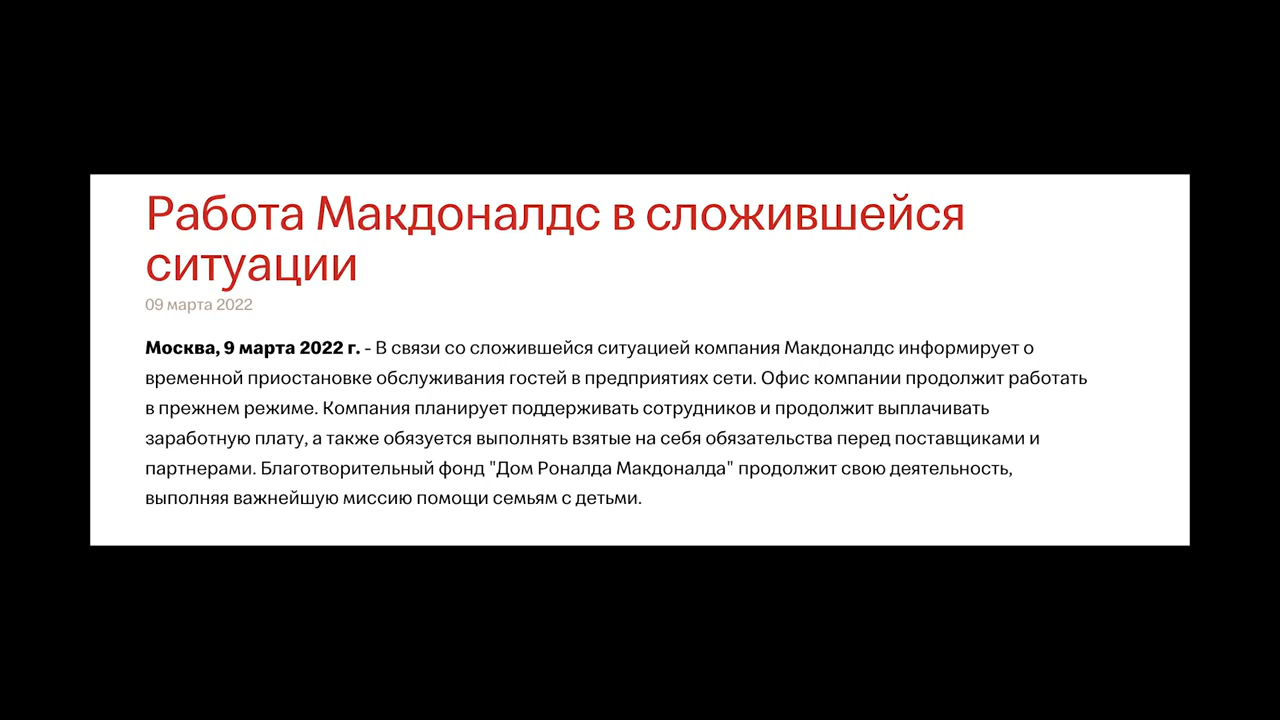 Работа Макдоналдс в сложившейся
ситуации
09 марта 2022
Москва, 9 марта 2022 г. - В связи со сложившейся ситуацией компания Макдоналдс информирует о
временной приостановке обслуживания гостей в предприятиях сети. Офис компании продолжит работать
в прежнем режиме. Компания планирует поддерживать сотрудников и продолжит выплачивать
заработную плату, а также обязуется выполнять взятые на себя обязательства перед поставщиками и
партнерами. Благотворительный фонд "Дом Роналда Макдоналда" продолжит свою деятельность,
выполняя важнейшую миссию помощи семьям с детьми.